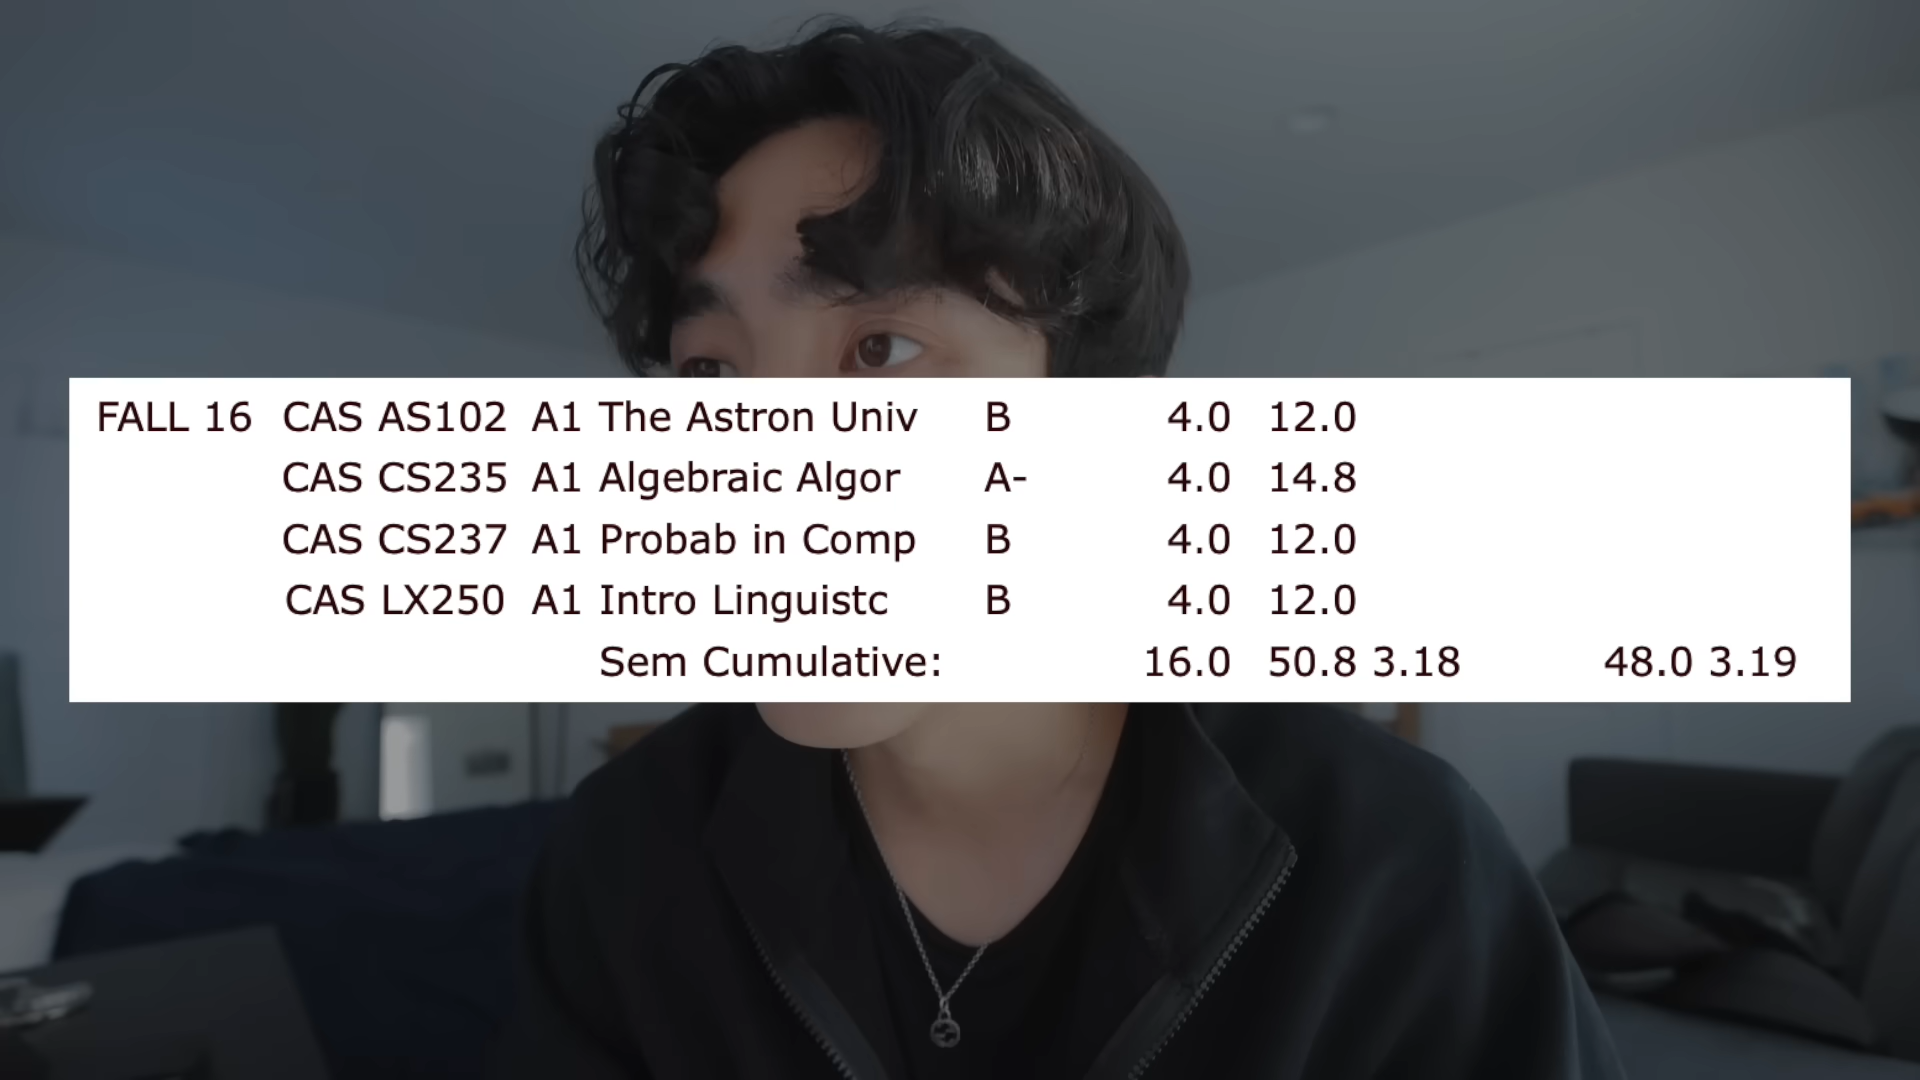 FALL 16 CAS AS102 A1 The Astron Univ B 4.0 12.0
CAS CS235 A1 Algebraic Algor A- 4.0 14.8
CAS CS237 A1 Probab in Comp B 4.0 12.0
CAS LX250 A1 Intro Linguistc B 4.0 12.0
Sem Cumulative: 16.0 50.8 3.18 48.0 3.19